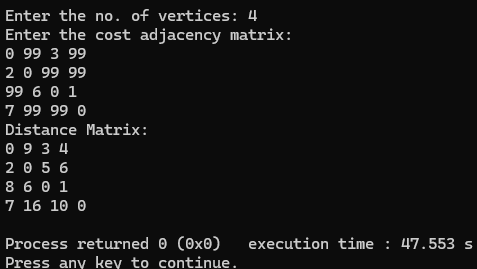 Enter the no. of vertices: 4
Enter the cost adjacency matrix:
0 99 3 99
2 0 99 99
99 6 0 1
7 99 99 0
Distance Matrix:
0 9 3 4
2 0 5 6
8 6 0 1
7 16 10 0
Process returned 0 (0x0)   execution time : 47.553 s
Press any key to continue.